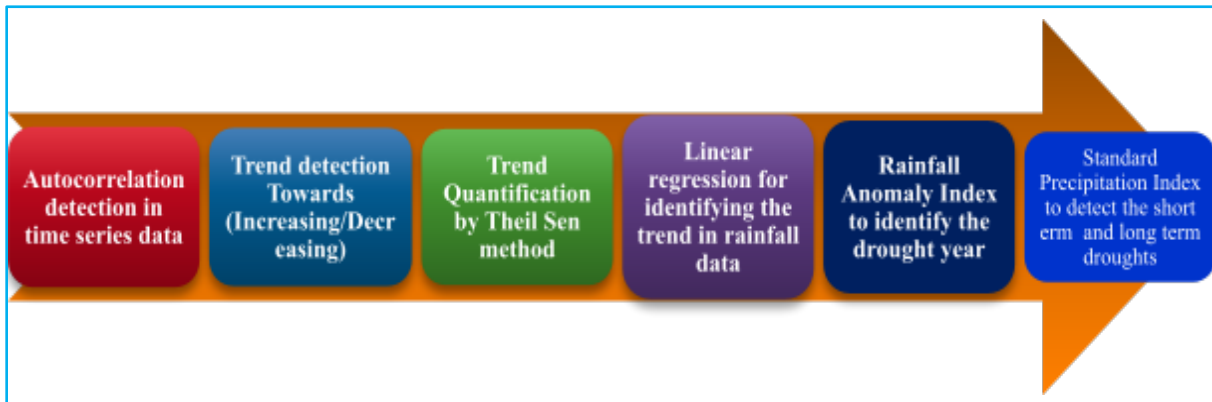 Autocorrelation
detection in
time series data
Trend detection
Towards
(Increasing/Decr
easing)
Trend
Quantification
by Theil Sen
method
Linear
regression for
identifying the
trend in rainfall
data
Rainfall
Anomaly Index
to identify the
drought year
Standard
Precipitation Index
to detect the short
erm and long term
droughts